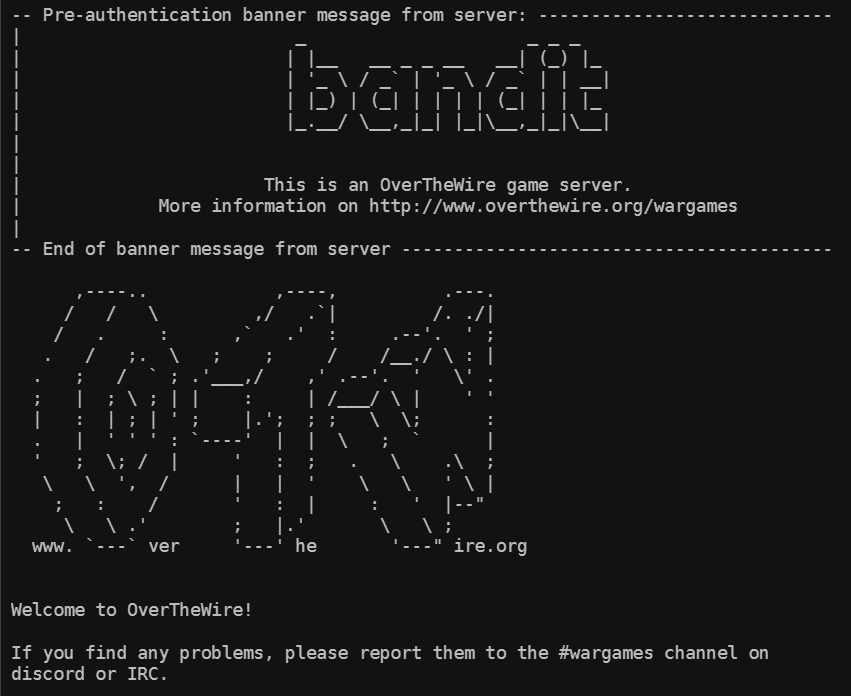 -- Pre-authentication banner message from server: ----------------------------
bandit
This is an OverTheWire game server.
More information on http://www.overthewire.org/wargames
-- End of banner message from server -----------------------------------------
www. ver he ire.org
Welcome to OverTheWire!
If you find any problems, please report them to the #wargames channel on
discord or IRC.